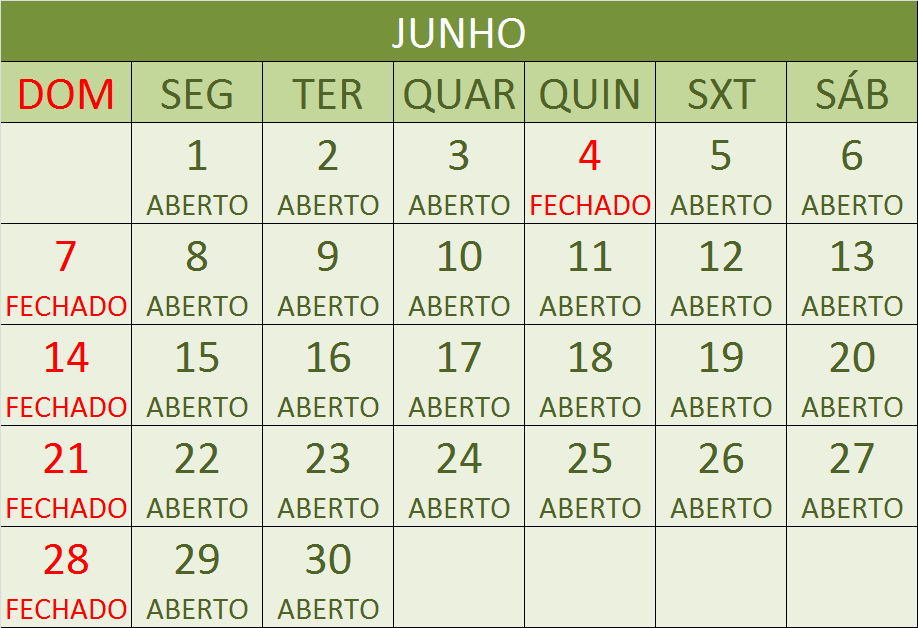 JUNHO
DOM SEG TER QUAR QUIN SXT SÁB
1 2 3 4 5 6
ABERTO ABERTO ABERTO FECHADO ABERTO ABERTO
7 8 9 10 11 12 13
FECHADO ABERTO ABERTO ABERTO ABERTO ABERTO ABERTO
14 15 16 17 18 19 20
FECHADO ABERTO ABERTO ABERTO ABERTO ABERTO ABERTO
21 22 23 24 25 26 27
FECHADO ABERTO ABERTO ABERTO ABERTO ABERTO ABERTO
28 29 30
FECHADO ABERTO ABERTO